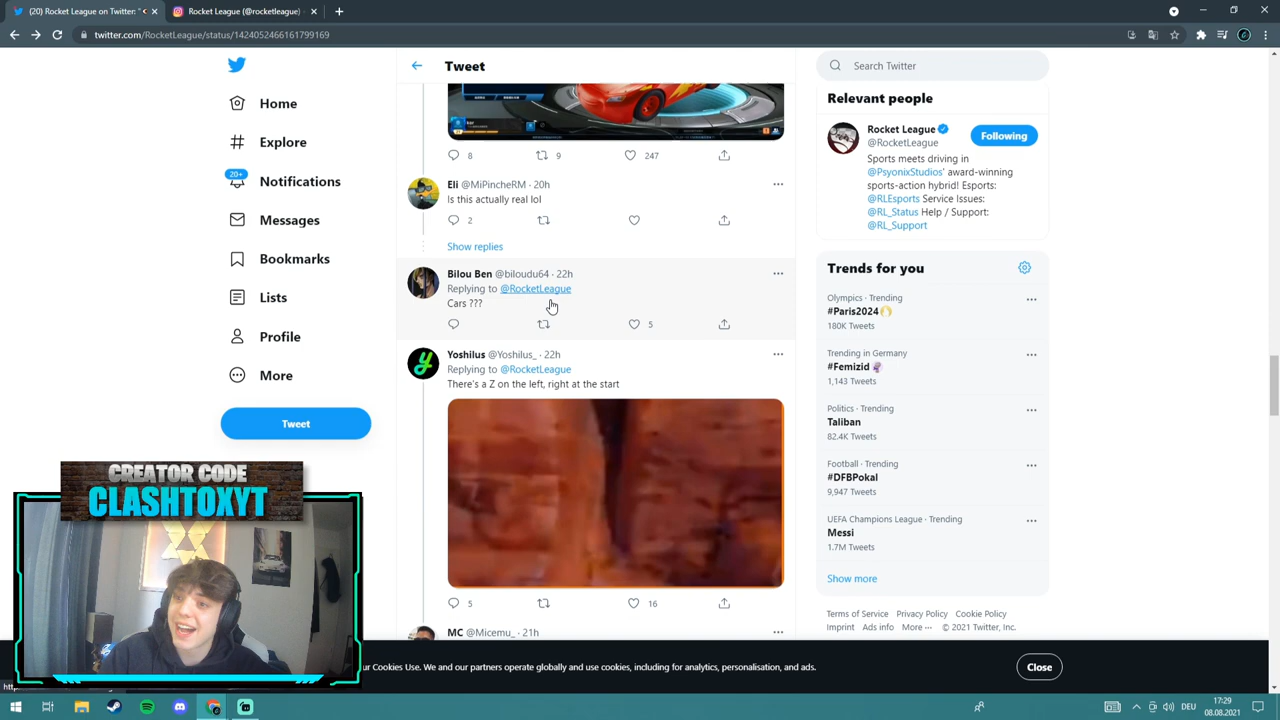 (20) Rocket League on Twitter: "
Rocket League (@rocketleague) ·
twitter.com/RocketLeague/status/1424052466161799169
Home
Explore
20+
Notifications
Messages
Bookmarks
Lists
Profile
More
Tweet
Tweet
8
9
247
Eli @MiPincheRM · 20h
Is this actually real lol
2
Show replies
Bilou Ben @biloudu64 · 22h
Replying to @RocketLeague
Cars ???
5
Yoshilus @Yoshilus_ · 22h
Replying to @RocketLeague
There's a Z on the left, right at the start
5
16
MC @Micemu_ · 21h
Search Twitter
Relevant people
Rocket League
@RocketLeague
Following
Sports meets driving in
@PsyonixStudios' award-winning
sports-action hybrid! Esports:
@RLEsports Service Issues:
@RL_Status Help / Support:
@RL_Support
Trends for you
Olympics · Trending
#Paris2024
180K Tweets
Trending in Germany
#Femizid
1,143 Tweets
Politics · Trending
Taliban
82.4K Tweets
Football · Trending
#DFBPokal
9,947 Tweets
UEFA Champions League · Trending
Messi
1.7M Tweets
Show more
Terms of Service Privacy Policy Cookie Policy
Imprint Ads info More ··· © 2021 Twitter, Inc.
CREATOR CODE
CLASHTOXYT
ur Cookies Use. We and our partners operate globally and use cookies, including for analytics, personalisation, and ads.
Close
DEU
17:29
08.08.2021